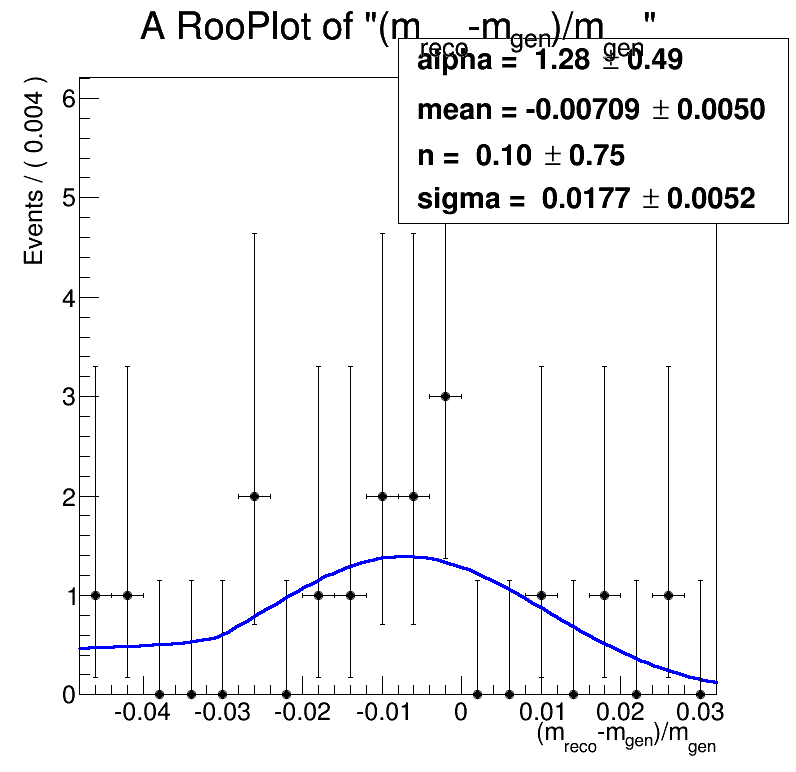 A RooPlot of "(m_reco-m_gen)/m_gen"
alpha = 1.28 ± 0.49
mean = -0.00709 ± 0.0050
n = 0.10 ± 0.75
sigma = 0.0177 ± 0.0052
Events / ( 0.004 )
6
5
4
3
2
1
0
-0.04 -0.03 -0.02 -0.01 0 0.01 0.02 0.03
(m_reco-m_gen)/m_gen